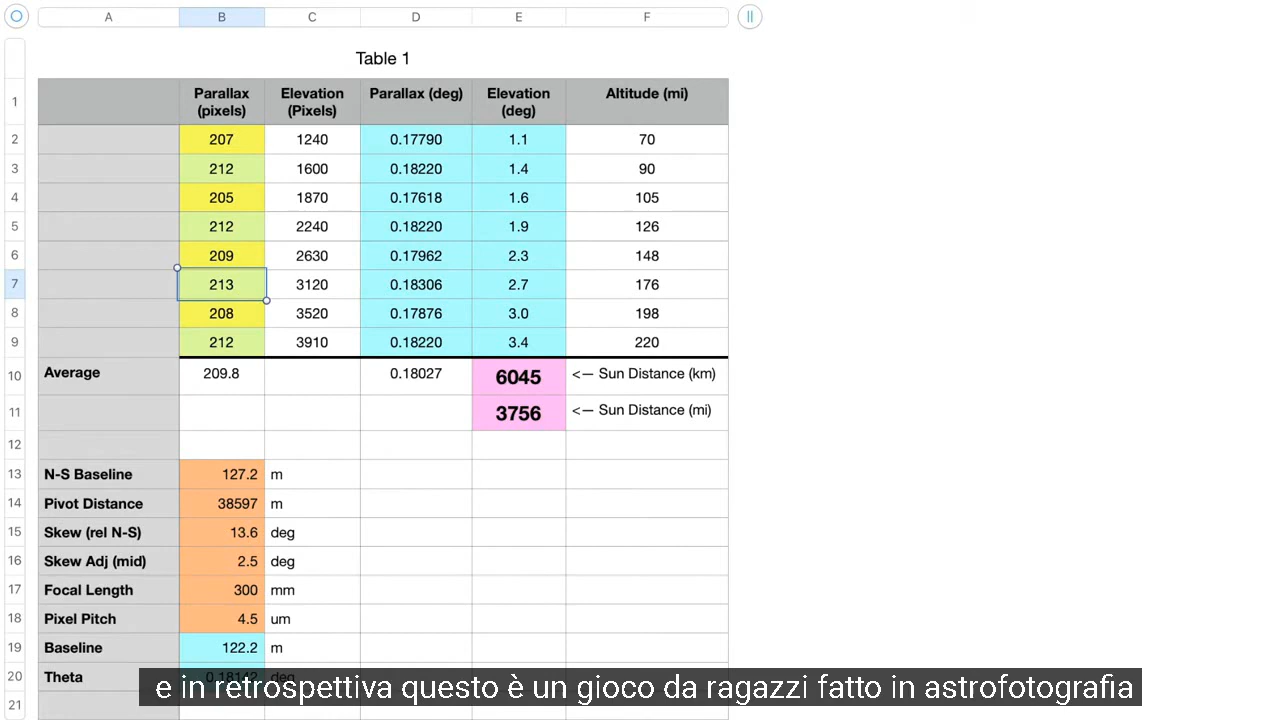 A B C D E F
Table 1
Parallax (pixels) Elevation (Pixels) Parallax (deg) Elevation (deg) Altitude (mi)
1
2 207 1240 0.17790 1.1 70
3 212 1600 0.18220 1.4 90
4 205 1870 0.17618 1.6 105
5 212 2240 0.18220 1.9 126
6 209 2630 0.17962 2.3 148
7 213 3120 0.18306 2.7 176
8 208 3520 0.17876 3.0 198
9 212 3910 0.18220 3.4 220
10 Average 209.8 0.18027 6045 <— Sun Distance (km)
11 3756 <— Sun Distance (mi)
12
13 N-S Baseline 127.2 m
14 Pivot Distance 38597 m
15 Skew (rel N-S) 13.6 deg
16 Skew Adj (mid) 2.5 deg
17 Focal Length 300 mm
18 Pixel Pitch 4.5 um
19 Baseline 122.2 m
20 Theta 0.18142 deg
21
e in retrospettiva questo è un gioco da ragazzi fatto in astrofotografia